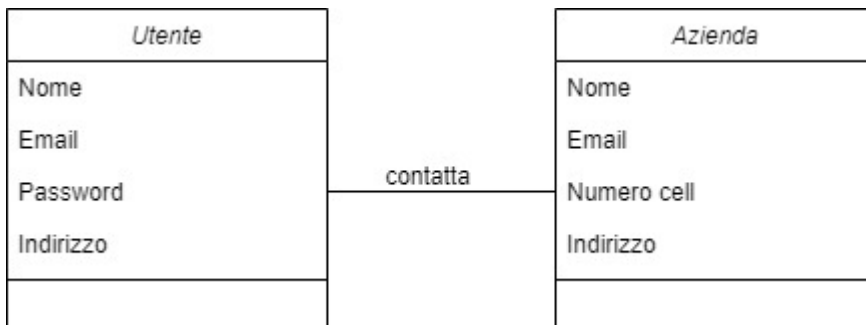 Utente
Nome
Email
Password
Indirizzo
contatta
Azienda
Nome
Email
Numero cell
Indirizzo